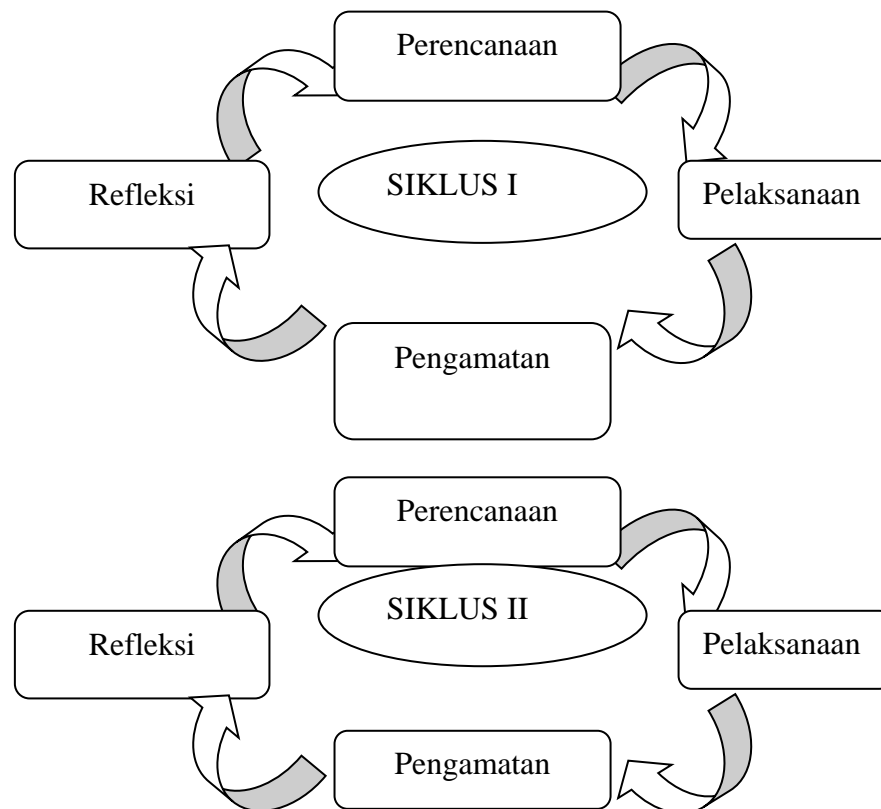 Perencanaan
Refleksi
SIKLUS I
Pelaksanaan
Pengamatan
Perencanaan
SIKLUS II
Refleksi
Pelaksanaan
Pengamatan